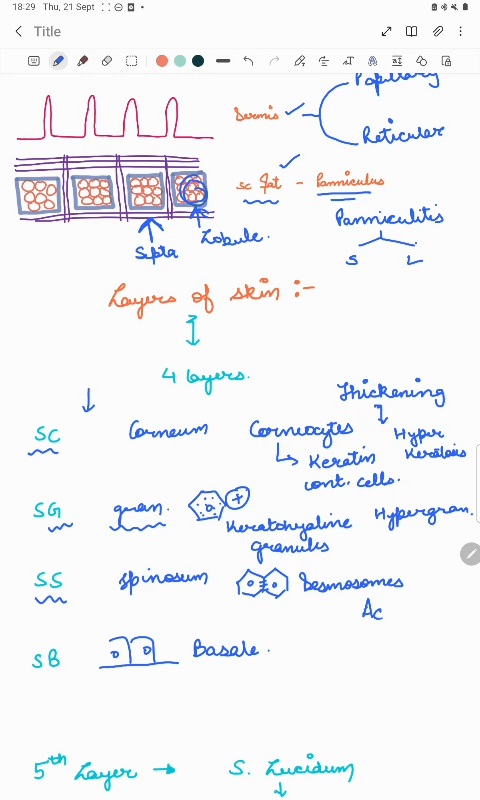 18:29 Thu, 21 Sept
Title
Papillary
Dermis
Reticular
sc fat - Panniculus
Panniculitis
S L
Septa
Lobule.
Layers of skin :-
4 layers.
Thickening
SC Corneum Corneocytes Hyper
Keratosis
Keratin
cont. cells.
SG gran. + Hypergran.
Keratohyaline
granules
SS Spinosum Desmosomes
Ac
SB Basale.
5th Layer → S. Lucidum